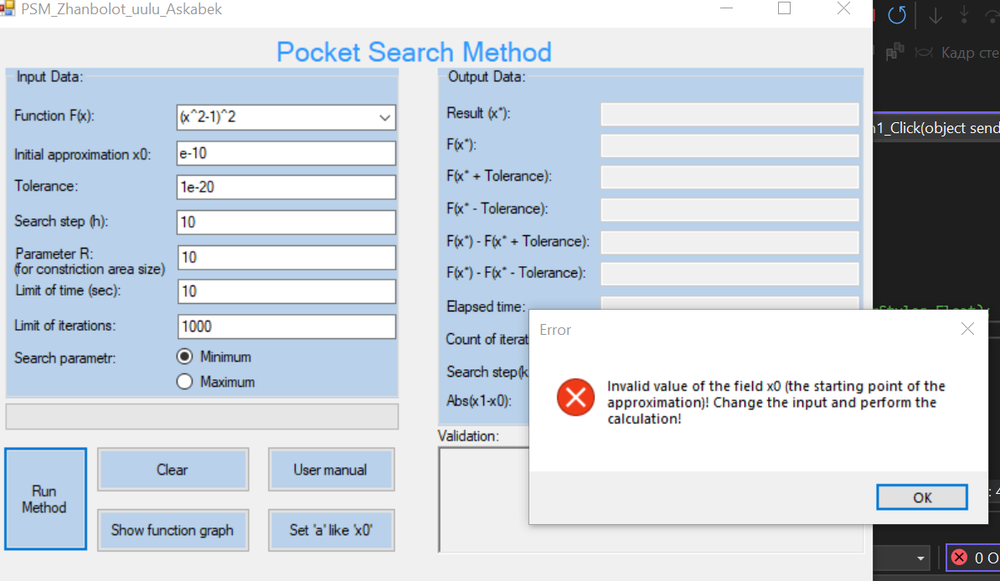 PSM_Zhanbolot_uulu_Askabek
Pocket Search Method
Input Data:
Function F(x):
(x^2-1)^2
Initial approximation x0:
e-10
Tolerance:
1e-20
Search step (h):
10
Parameter R:
(for constriction area size)
10
Limit of time (sec):
10
Limit of iterations:
1000
Search parametr:
Minimum
Maximum
Run
Method
Clear
User manual
Show function graph
Set 'a' like 'x0'
Output Data:
Result (x*):
F(x*):
F(x* + Tolerance):
F(x* - Tolerance):
F(x*) - F(x* + Tolerance):
F(x*) - F(x* - Tolerance):
Elapsed time:
Count of iterat
Search step(k
Abs(x1-x0):
Validation:
Error
Invalid value of the field x0 (the starting point of the
approximation)! Change the input and perform the
calculation!
OK
Кадр сте
1_Click(object send
0 О